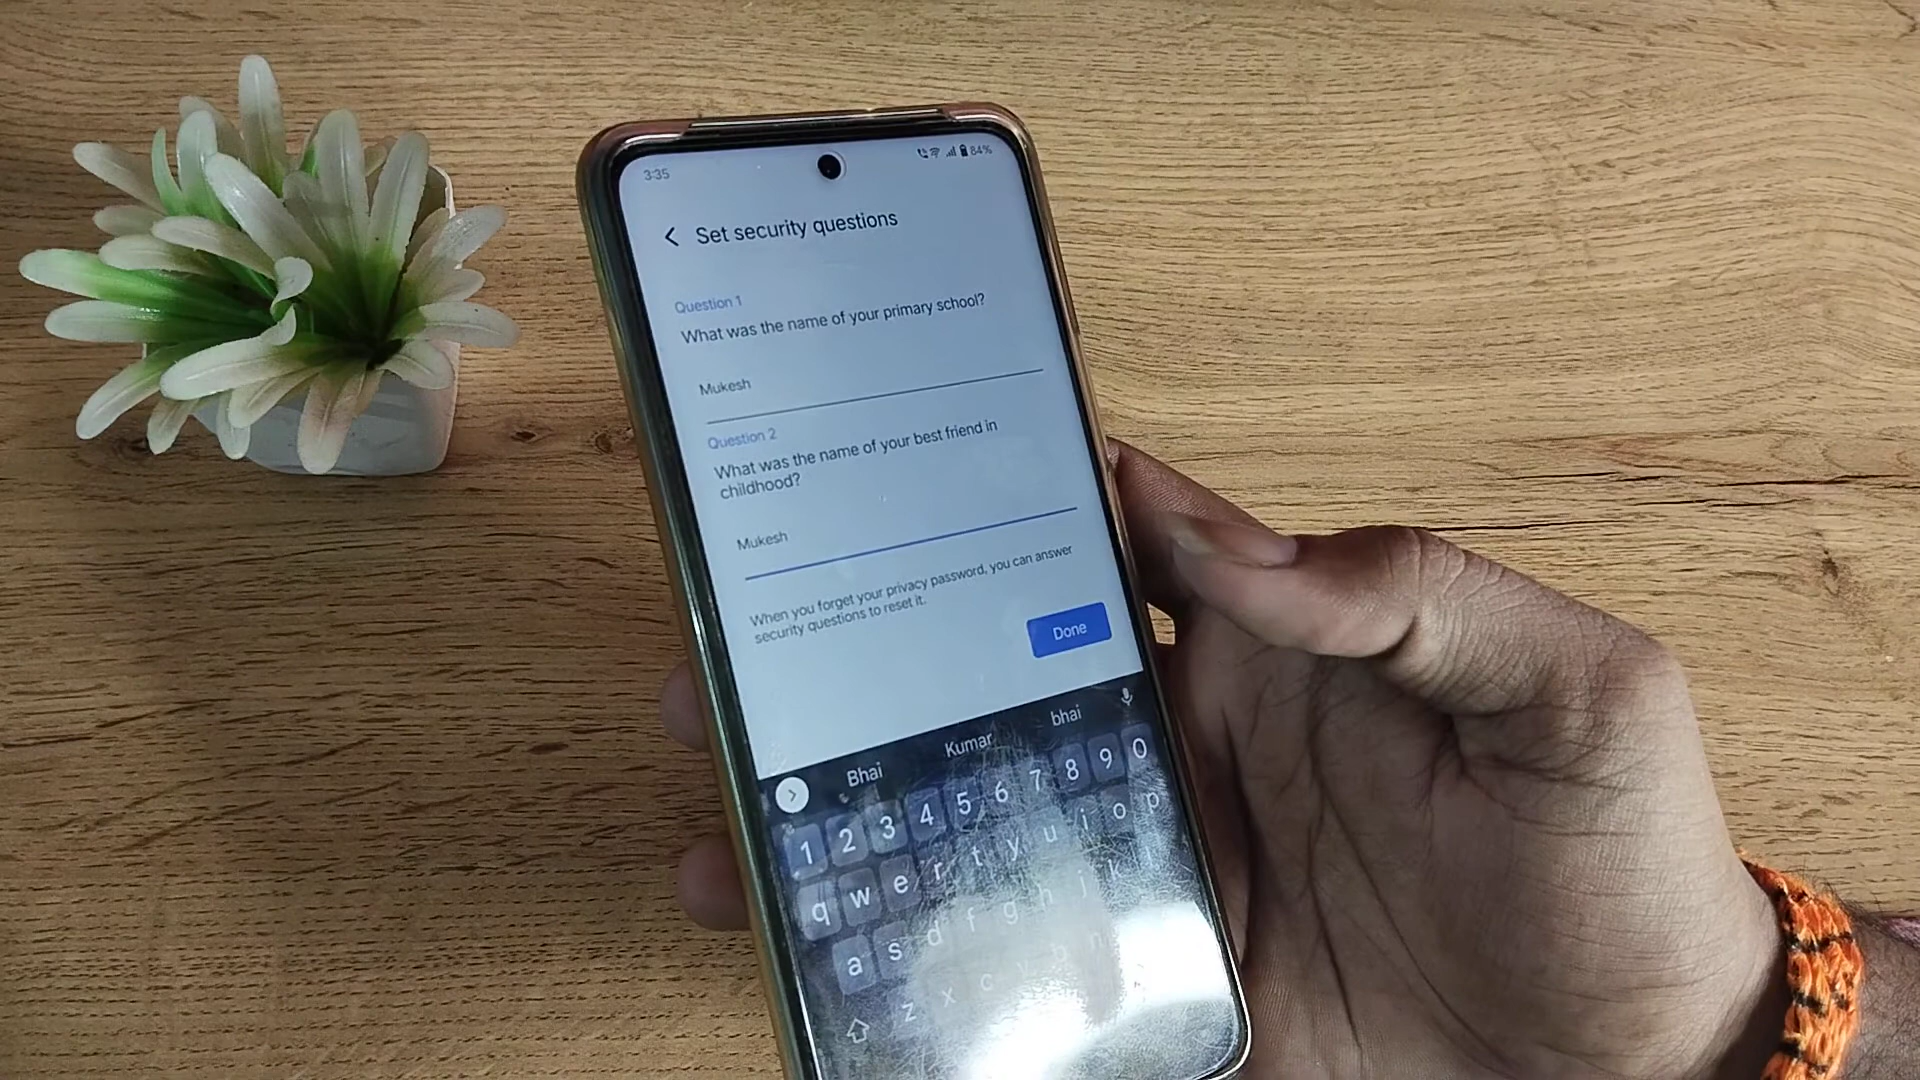 3:35
84%
Set security questions
Question 1
What was the name of your primary school?
Mukesh
Question 2
What was the name of your best friend in
childhood?
Mukesh
When you forget your privacy password, you can answer
security questions to reset it.
Done
Bhai Kumar bhai
1 2 3 4 5 6 7 8 9 0
q w e r t y u i o p
a s d f g h j k l
z x c v b n